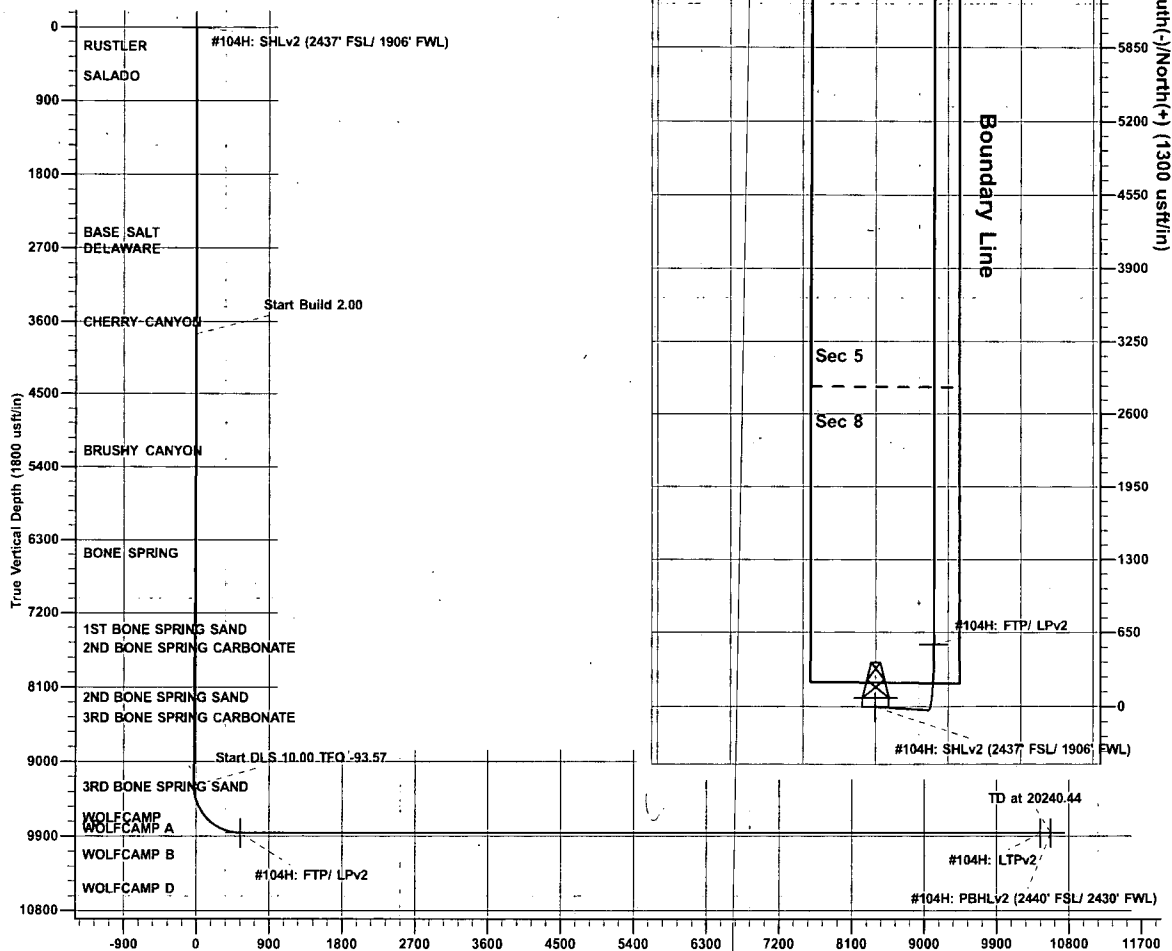 0
RUSTLER
#104H: SHLv2 (2437' FSL/ 1906' FWL)
SALADO
900
1800
BASE SALT
2700
DELAWARE
Start Build 2.00
3600
CHERRY CANYON
4500
BRUSHY CANYON
5400
6300
BONE SPRING
7200
1ST BONE SPRING SAND
2ND BONE SPRING CARBONATE
8100
2ND BONE SPRING SAND
3RD BONE SPRING CARBONATE
Start DLS 10.00 TFO -93.57
9000
3RD BONE SPRING SAND
WOLFCAMP
WOLFCAMP A
9900
WOLFCAMP B
#104H: FTP/ LPv2
WOLFCAMP D
10800
True Vertical Depth (1800 usft/in)
TD at 20240.44
#104H: LTPv2
#104H: PBHLv2 (2440' FSL/ 2430' FWL)
-900 0 900 1800 2700 3600 4500 5400 6300 7200 8100 9000 9900 10800 11700
uth(-)/North(+) (1300 usft/in)
5850
5200
4550
3900
3250
2600
1950
1300
650
0
Boundary Line
Sec 5
Sec 8
#104H: FTP/ LPv2
#104H: SHLv2 (2437' FSL/ 1906' FWL)